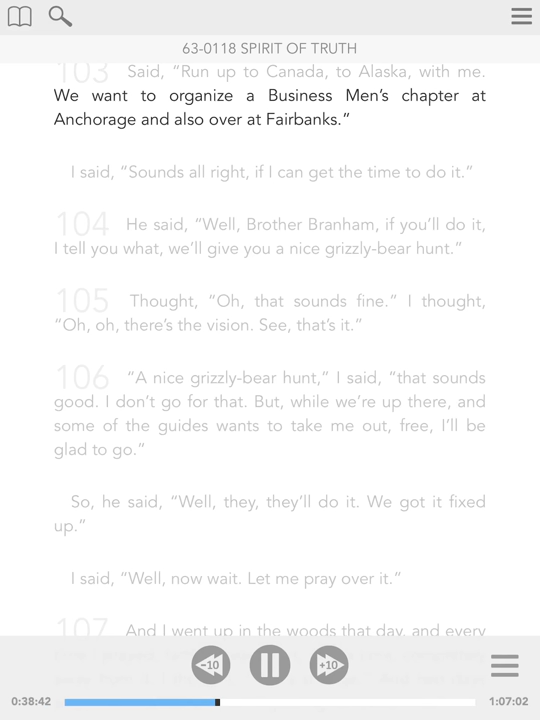 63-0118 SPIRIT OF TRUTH
103 Said, “Run up to Canada, to Alaska, with me.
We want to organize a Business Men’s chapter at
Anchorage and also over at Fairbanks.”
I said, “Sounds all right, if I can get the time to do it.”
104 He said, “Well, Brother Branham, if you’ll do it,
I tell you what, we’ll give you a nice grizzly-bear hunt.”
105 Thought, “Oh, that sounds fine.” I thought,
“Oh, oh, there’s the vision. See, that’s it.”
106 “A nice grizzly-bear hunt,” I said, “that sounds
good. I don’t go for that. But, while we’re up there, and
some of the guides wants to take me out, free, I’ll be
glad to go.”
So, he said, “Well, they, they’ll do it. We got it fixed
up.”
I said, “Well, now wait. Let me pray over it.”
107 And I went up in the woods that day, and every
-10 +10
0:38:42 1:07:02